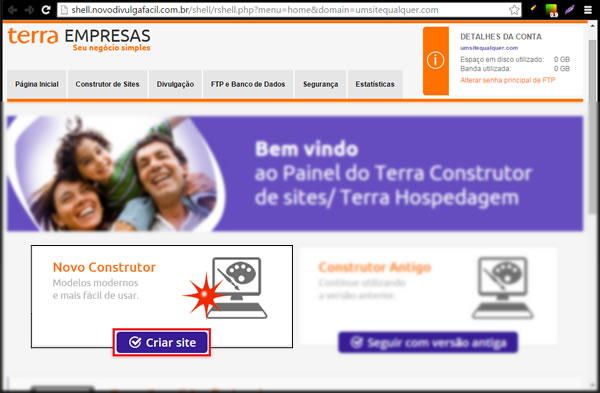 shell.novodivulgafacil.com.br/shell/rshell.php?menu=home&domain=umsitequalquer.com
terra EMPRESAS
Seu negócio simples
DETALHES DA CONTA
umsitequalquer.com
Espaço em disco utilizado: 0 GB
Banda utilizada: 0 GB
Alterar senha principal de FTP
Página Inicial Construtor de Sites Divulgação FTP e Banco de Dados Segurança Estatísticas
Bem vindo
ao Painel do Terra Construtor
de sites/ Terra Hospedagem
Novo Construtor
Modelos modernos
e mais fácil de usar.
Criar site
Construtor Antigo
Continue utilizando
a versão anterior.
Seguir com versão antiga